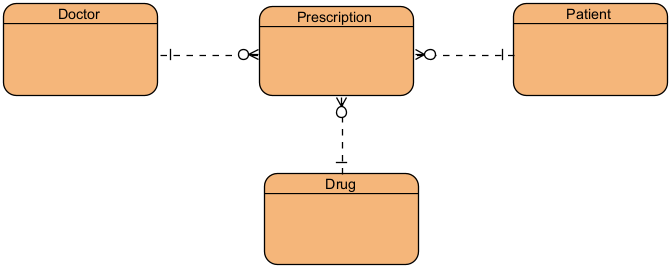 Doctor
Prescription
Patient
Drug